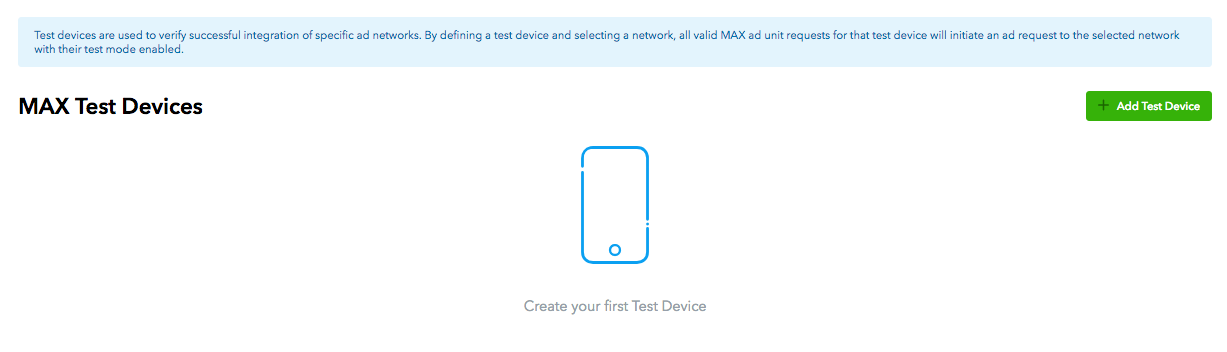 Test devices are used to verify successful integration of specific ad networks. By defining a test device and selecting a network, all valid MAX ad unit requests for that test device will initiate an ad request to the selected network
with their test mode enabled.
MAX Test Devices
+ Add Test Device
Create your first Test Device